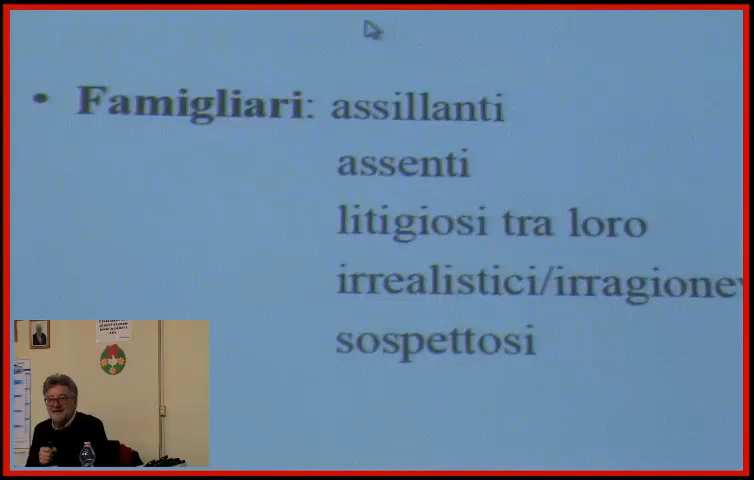 • Famigliari: assillanti
assenti
litigiosi tra loro
irrealistici/irragione
sospettosi